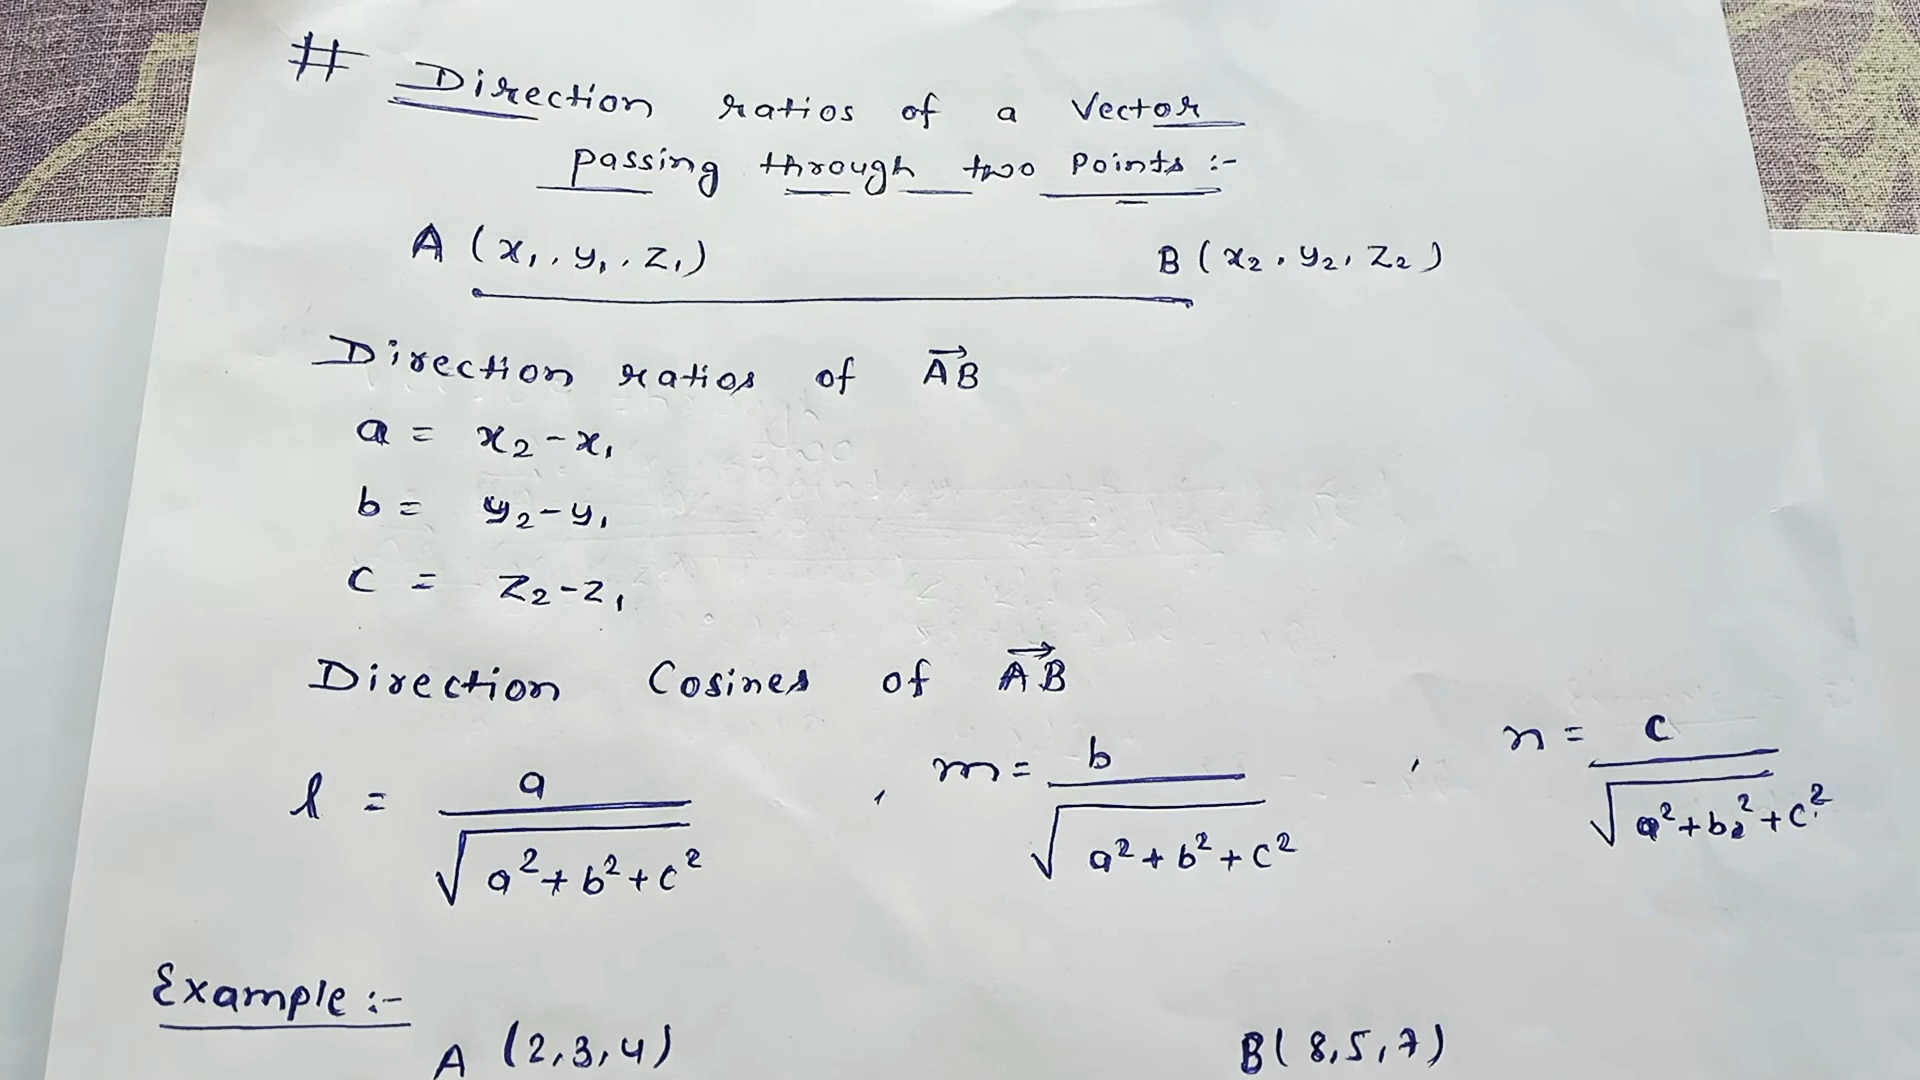 # Direction ratios of a Vector
passing through two Points :-
A (x₁, y₁, z₁) B (x₂, y₂, z₂)
Direction ratios of \overrightarrow{AB}
a = x₂ - x₁
b = y₂ - y₁
c = z₂ - z₁
Direction Cosines of \overrightarrow{AB}
l = a / √(a² + b² + c²) , m = b / √(a² + b² + c²) , n = c / √(a² + b² + c²)
Example :-
A (2, 3, 4) B (8, 5, 7)